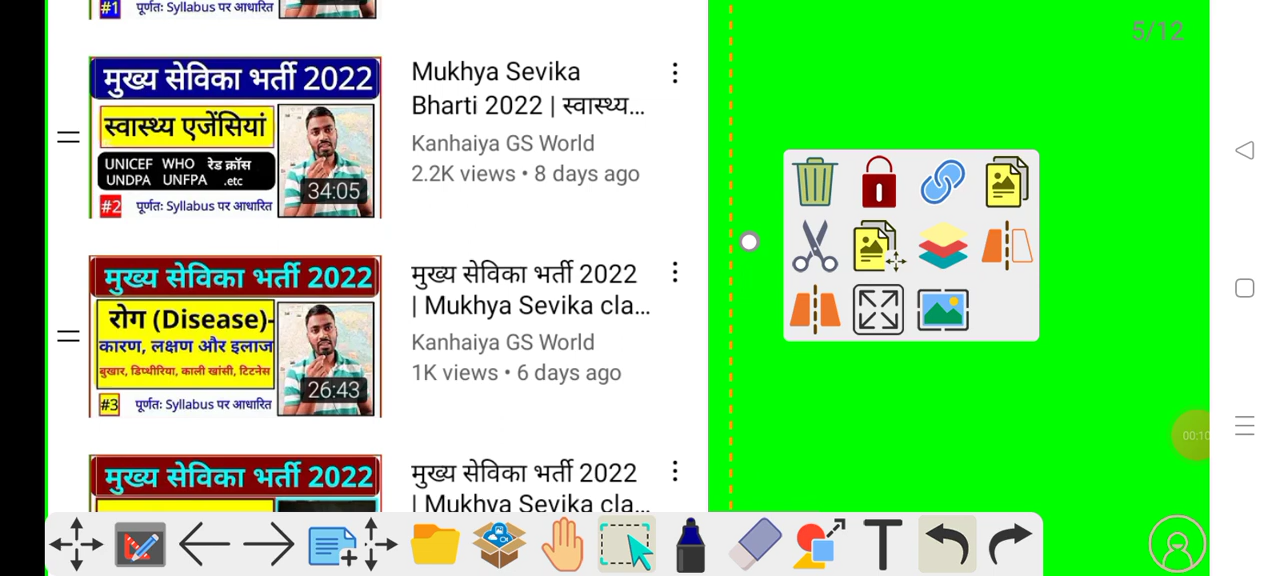 #1 पूर्णतः Syllabus पर आधारित
5/12
मुख्य सेविका भर्ती 2022
स्वास्थ्य एजेंसियां
UNICEF WHO रेड क्रॉस
UNDPA UNFPA .etc
34:05
#2 पूर्णतः Syllabus पर आधारित
Mukhya Sevika
Bharti 2022 | स्वास्थ्य...
Kanhaiya GS World
2.2K views • 8 days ago
मुख्य सेविका भर्ती 2022
रोग (Disease)-
कारण, लक्षण और इलाज
बुखार, डिप्थीरिया, काली खांसी, टिटनेस
26:43
#3 पूर्णतः Syllabus पर आधारित
मुख्य सेविका भर्ती 2022
| Mukhya Sevika cla...
Kanhaiya GS World
1K views • 6 days ago
00:10
मुख्य सेविका भर्ती 2022
मुख्य सेविका भर्ती 2022
| Mukhya Sevika cla...